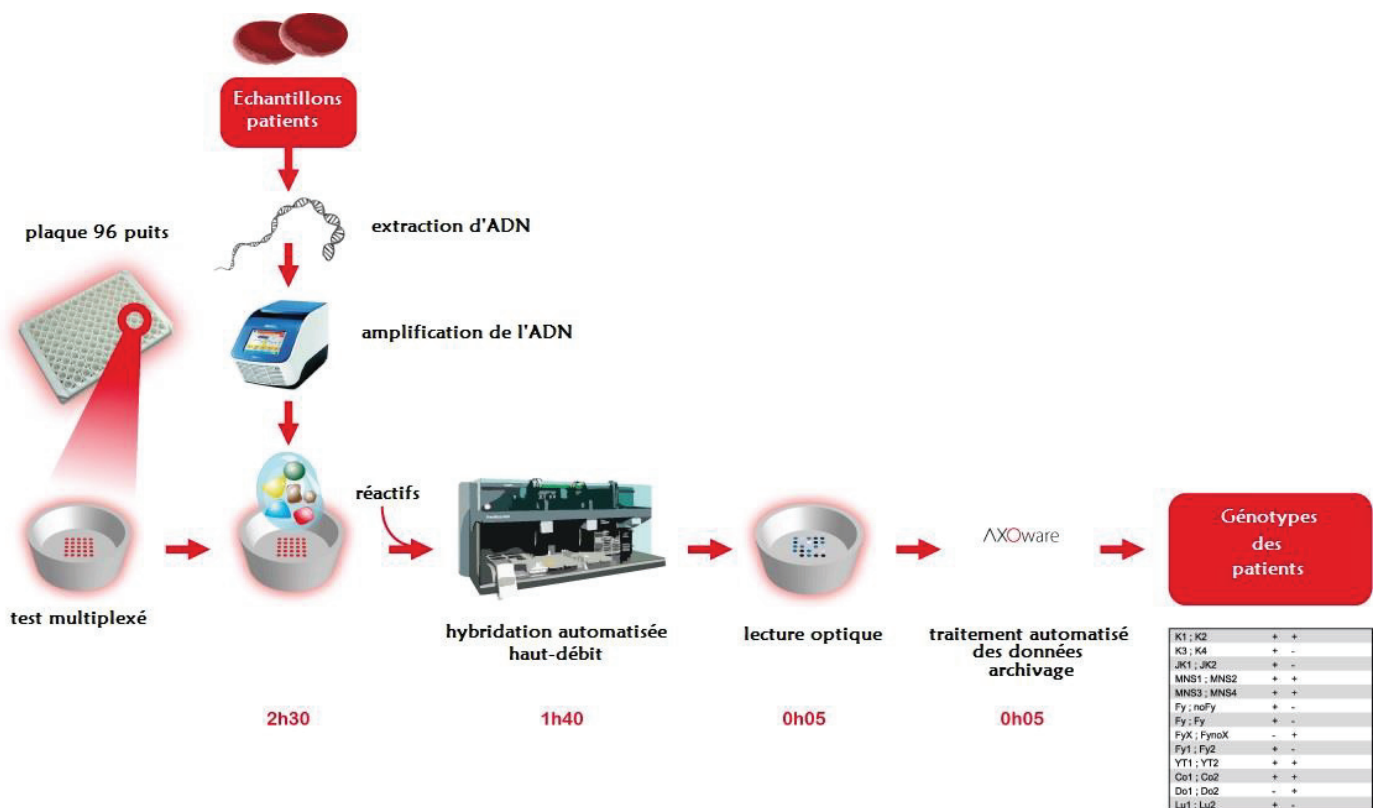 Echantillons
patients
extraction d'ADN
plaque 96 puits
amplification de l'ADN
réactifs
test multiplexé
hybridation automatisée
haut-débit
lecture optique
AXOware
traitement automatisé
des données
archivage
Génotypes
des
patients
2h30
1h40
0h05
0h05
K1 ; K2 + +
K3 ; K4 + -
JK1 ; JK2 + -
MNS1 ; MNS2 + +
MNS3 ; MNS4 + +
Fy ; noFy + -
Fy ; Fy + -
FyX ; FynoX - +
Fy1 ; Fy2 + -
YT1 ; YT2 + +
Co1 ; Co2 + +
Do1 ; Do2 - +
Lu1 ; Lu2 + -